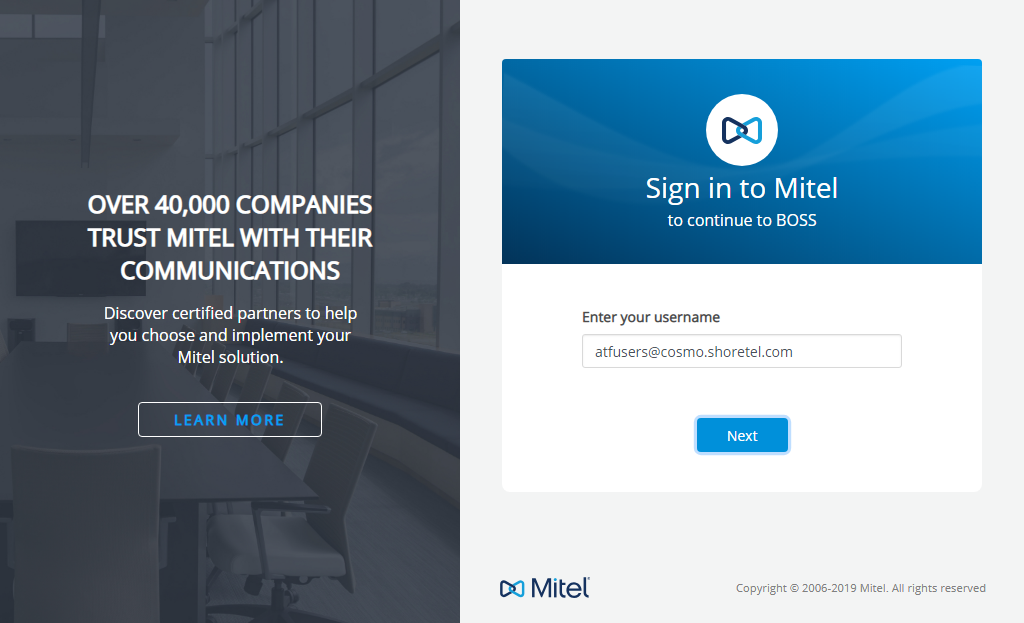 OVER 40,000 COMPANIES
TRUST MITEL WITH THEIR
COMMUNICATIONS
Discover certified partners to help
you choose and implement your
Mitel solution.
LEARN MORE
Sign in to Mitel
to continue to BOSS
Enter your username
atfusers@cosmo.shoretel.com
Next
Mitel
Copyright © 2006-2019 Mitel. All rights reserved